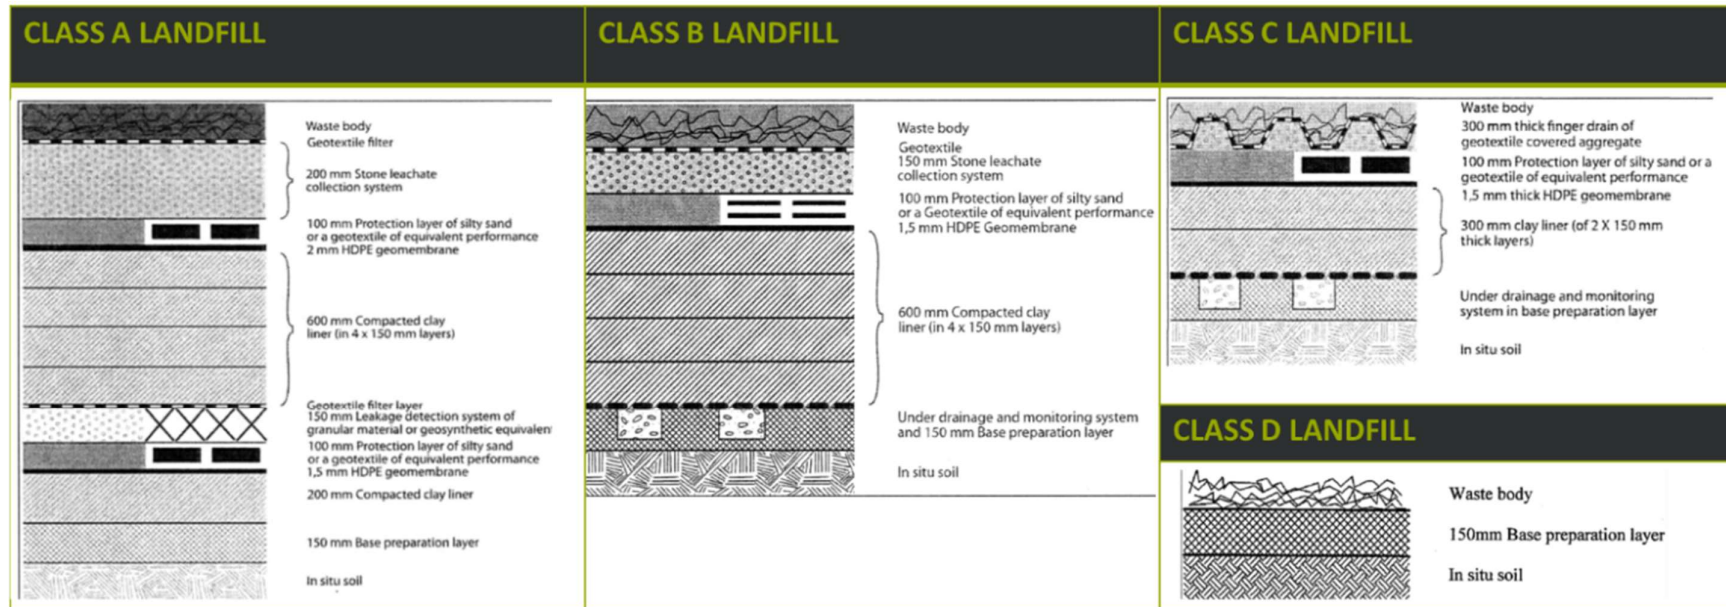 CLASS A LANDFILL
Waste body
Geotextile filter
200 mm Stone leachate
collection system
100 mm Protection layer of silty sand
or a geotextile of equivalent performance
2 mm HDPE geomembrane
600 mm Compacted clay
liner (in 4 x 150 mm layers)
Geotextile filter layer
150 mm Leakage detection system of
granular material or geosynthetic equivalent
100 mm Protection layer of silty sand
or a geotextile of equivalent performance
1,5 mm HDPE geomembrane
200 mm Compacted clay liner
150 mm Base preparation layer
In situ soil
CLASS B LANDFILL
Waste body
Geotextile
150 mm Stone leachate
collection system
100 mm Protection layer of silty sand
or a Geotextile of equivalent performance
1,5 mm HDPE Geomembrane
600 mm Compacted clay
liner (in 4 x 150 mm layers)
Under drainage and monitoring system
and 150 mm Base preparation layer
In situ soil
CLASS C LANDFILL
Waste body
300 mm thick finger drain of
geotextile covered aggregate
100 mm Protection layer of silty sand or a
geotextile of equivalent performance
1,5 mm thick HDPE geomembrane
300 mm clay liner (of 2 X 150 mm
thick layers)
Under drainage and monitoring
system in base preparation layer
In situ soil
CLASS D LANDFILL
Waste body
150mm Base preparation layer
In situ soil